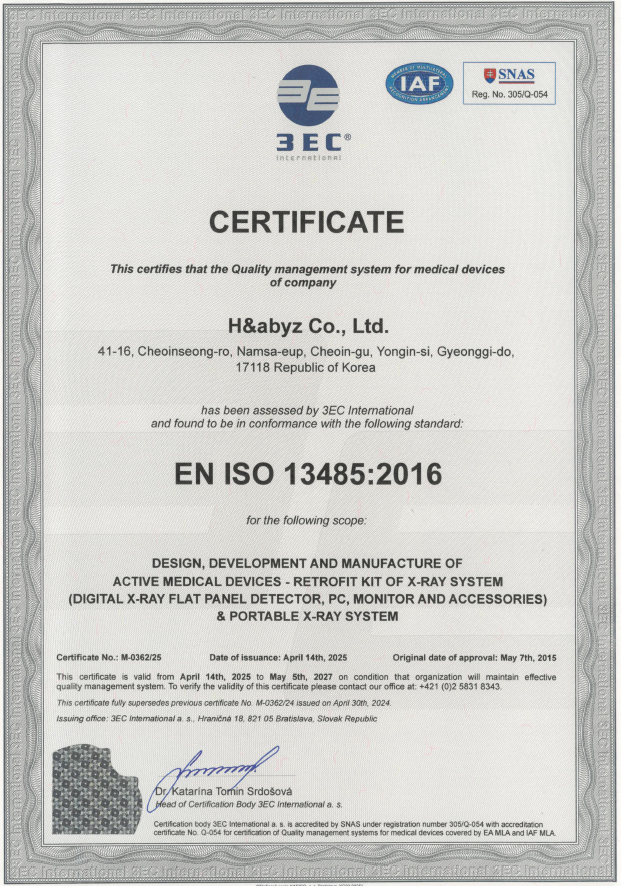 3EC®
International
MEMBER OF MULTILATERAL
IAF
RECOGNITION ARRANGEMENT
SNAS
Reg. No. 305/Q-054
CERTIFICATE
This certifies that the Quality management system for medical devices
of company
H&abyz Co., Ltd.
41-16, Cheoinseong-ro, Namsa-eup, Cheoin-gu, Yongin-si, Gyeonggi-do,
17118 Republic of Korea
has been assessed by 3EC International
and found to be in conformance with the following standard:
EN ISO 13485:2016
for the following scope:
DESIGN, DEVELOPMENT AND MANUFACTURE OF
ACTIVE MEDICAL DEVICES - RETROFIT KIT OF X-RAY SYSTEM
(DIGITAL X-RAY FLAT PANEL DETECTOR, PC, MONITOR AND ACCESSORIES)
& PORTABLE X-RAY SYSTEM
Certificate No.: M-0362/25 Date of issuance: April 14th, 2025 Original date of approval: May 7th, 2015
This certificate is valid from April 14th, 2025 to May 5th, 2027 on condition that organization will maintain effective
quality management system. To verify the validity of this certificate please contact our office at: +421 (0)2 5831 8343.
This certificate fully supersedes previous certificate No. M-0362/24 issued on April 30th, 2024.
Issuing office: 3EC International a. s., Hraničná 18, 821 05 Bratislava, Slovak Republic
Dr. Katarína Tomin Srdošová
Head of Certification Body 3EC International a. s.
Certification body 3EC International a. s. is accredited by SNAS under registration number 305/Q-054 with accreditation
certificate No. Q-054 for certification of Quality management systems for medical devices covered by EA MLA and IAF MLA.